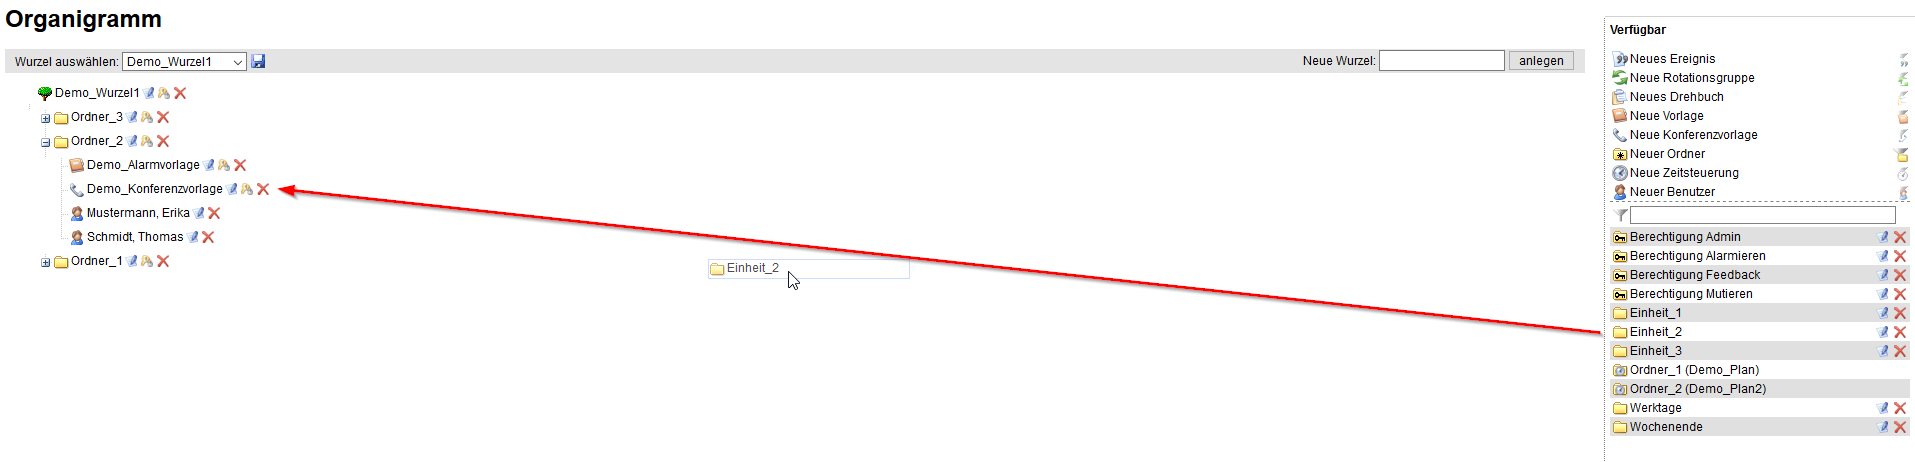 Organigramm
Wurzel auswählen: Demo_Wurzel1
Neue Wurzel: anlegen
Demo_Wurzel1
Ordner_3
Ordner_2
Demo_Alarmvorlage
Demo_Konferenzvorlage
Mustermann, Erika
Schmidt, Thomas
Ordner_1
Einheit_2
Verfügbar
Neues Ereignis
Neue Rotationsgruppe
Neues Drehbuch
Neue Vorlage
Neue Konferenzvorlage
Neuer Ordner
Neue Zeitsteuerung
Neuer Benutzer
Berechtigung Admin
Berechtigung Alarmieren
Berechtigung Feedback
Berechtigung Mutieren
Einheit_1
Einheit_2
Einheit_3
Ordner_1 (Demo_Plan)
Ordner_2 (Demo_Plan2)
Werktage
Wochenende